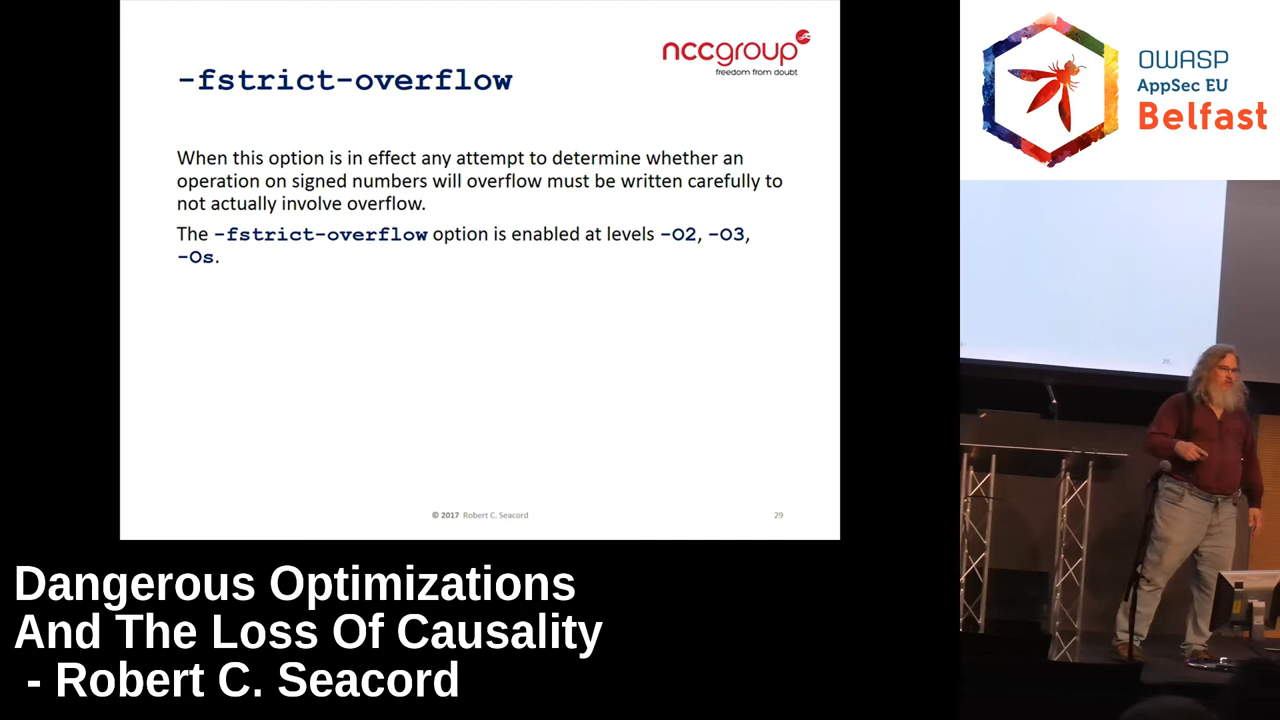 -fstrict-overflow
nccgroup
freedom from doubt
When this option is in effect any attempt to determine whether an
operation on signed numbers will overflow must be written carefully to
not actually involve overflow.
The -fstrict-overflow option is enabled at levels -O2, -O3,
-Os.
© 2017 Robert C. Seacord
29
OWASP
AppSec EU
Belfast
Dangerous Optimizations
And The Loss Of Causality
- Robert C. Seacord